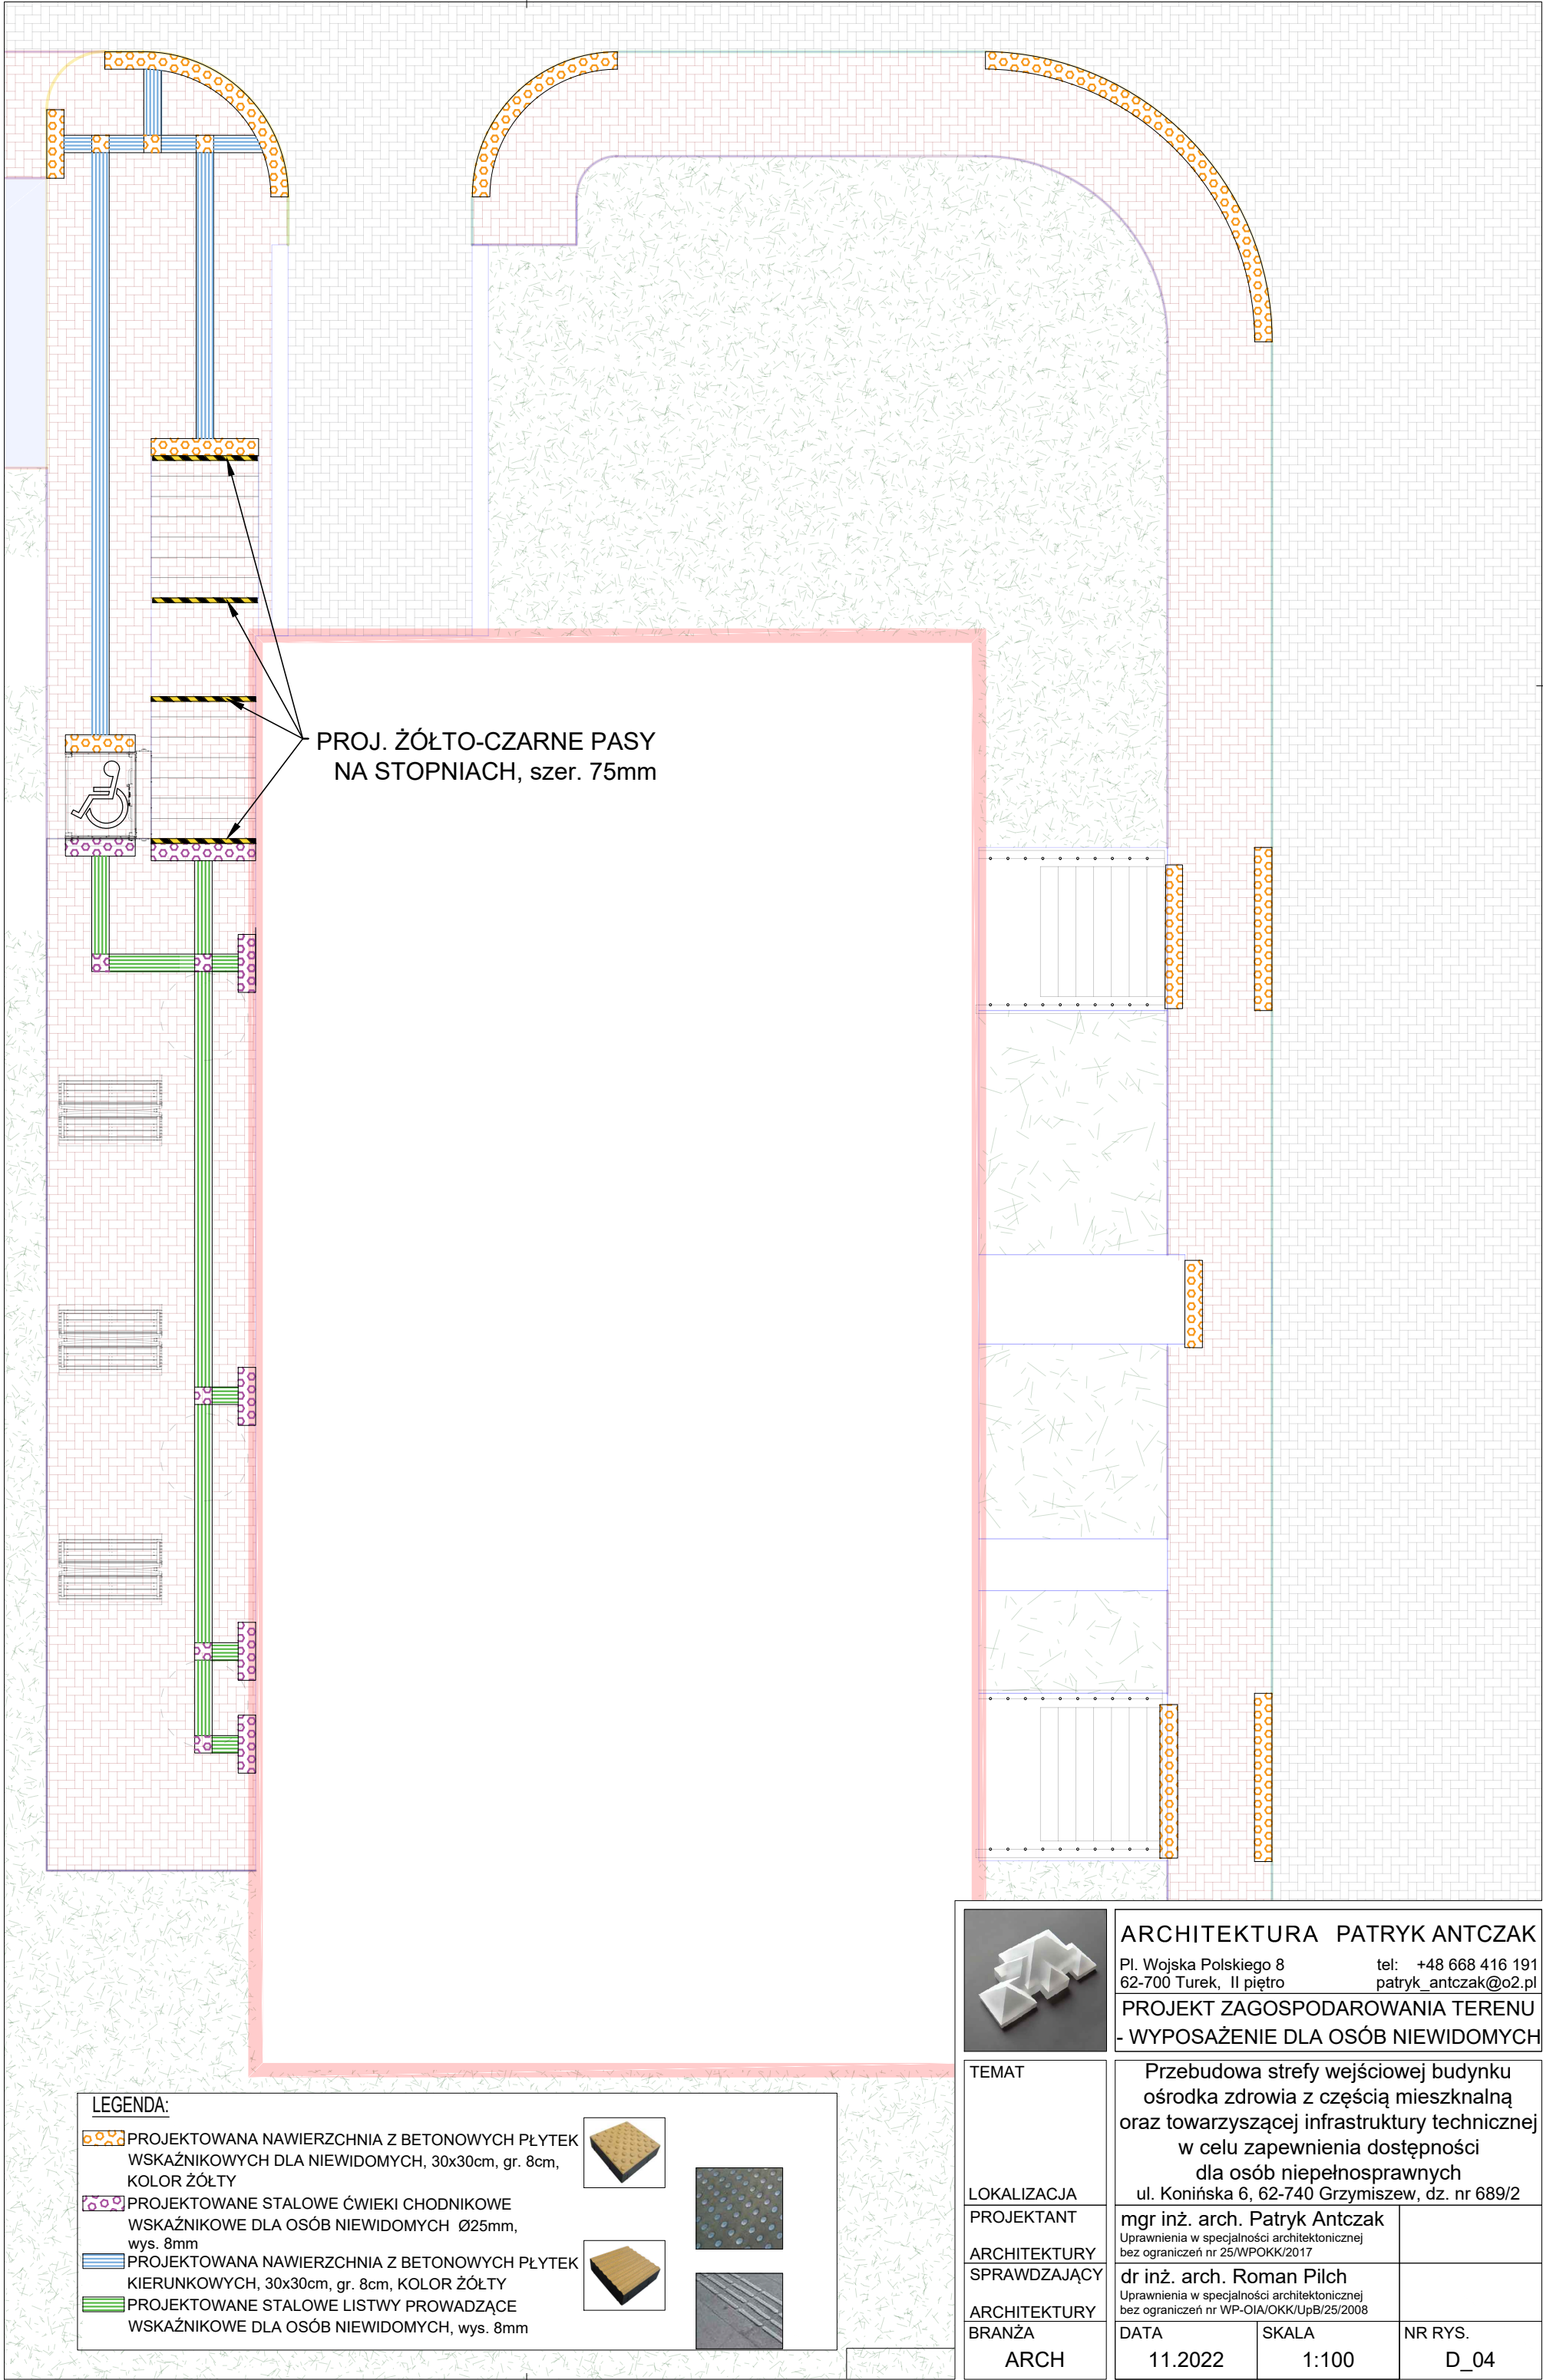 PROJ. ŻÓŁTO-CZARNE PASY
NA STOPNIACH, szer. 75mm
LEGENDA:
PROJEKTOWANA NAWIERZCHNIA Z BETONOWYCH PŁYTEK
WSKAŹNIKOWYCH DLA NIEWIDOMYCH, 30x30cm, gr. 8cm,
KOLOR ŻÓŁTY
PROJEKTOWANE STALOWE ĆWIEKI CHODNIKOWE
WSKAŹNIKOWE DLA OSÓB NIEWIDOMYCH Ø25mm,
wys. 8mm
PROJEKTOWANA NAWIERZCHNIA Z BETONOWYCH PŁYTEK
KIERUNKOWYCH, 30x30cm, gr. 8cm, KOLOR ŻÓŁTY
PROJEKTOWANE STALOWE LISTWY PROWADZĄCE
WSKAŹNIKOWE DLA OSÓB NIEWIDOMYCH, wys. 8mm
ARCHITEKTURA PATRYK ANTCZAK
Pl. Wojska Polskiego 8 tel: +48 668 416 191
62-700 Turek, II piętro patryk_antczak@o2.pl
PROJEKT ZAGOSPODAROWANIA TERENU
- WYPOSAŻENIE DLA OSÓB NIEWIDOMYCH
TEMAT
Przebudowa strefy wejściowej budynku
ośrodka zdrowia z częścią mieszknalną
oraz towarzyszącej infrastruktury technicznej
w celu zapewnienia dostępności
dla osób niepełnosprawnych
LOKALIZACJA ul. Konińska 6, 62-740 Grzymiszew, dz. nr 689/2
PROJEKTANT
ARCHITEKTURY
mgr inż. arch. Patryk Antczak
Uprawnienia w specjalności architektonicznej
bez ograniczeń nr 25/WPOKK/2017
SPRAWDZAJĄCY
ARCHITEKTURY
dr inż. arch. Roman Pilch
Uprawnienia w specjalności architektonicznej
bez ograniczeń nr WP-OIA/OKK/UpB/25/2008
BRANŻA DATA SKALA NR RYS.
ARCH 11.2022 1:100 D_04